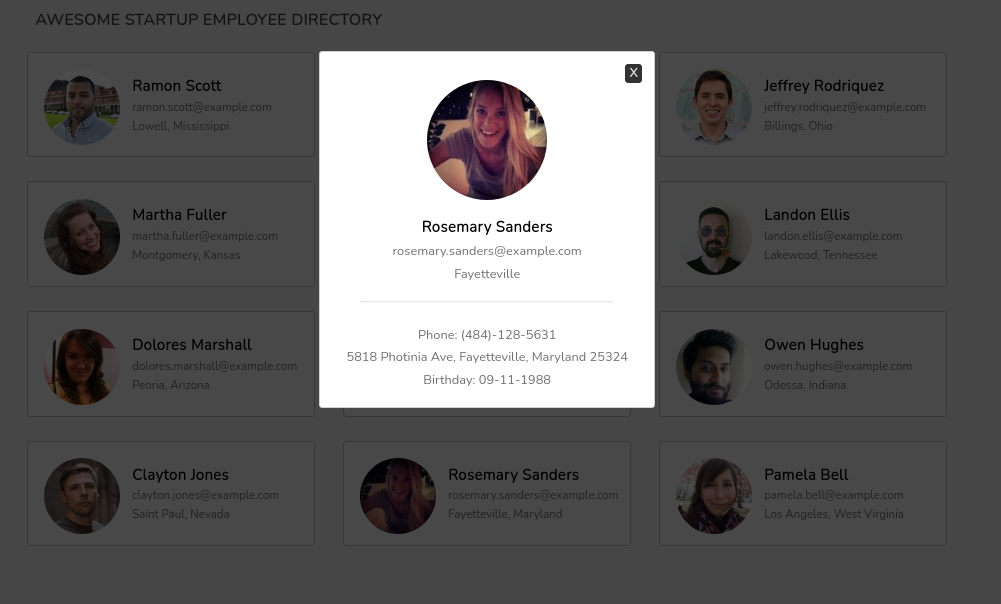 AWESOME STARTUP EMPLOYEE DIRECTORY
Ramon Scott
ramon.scott@example.com
Lowell, Mississippi
X
Rosemary Sanders
rosemary.sanders@example.com
Fayetteville
Phone: (484)-128-5631
5818 Photinia Ave, Fayetteville, Maryland 25324
Birthday: 09-11-1988
Jeffrey Rodriquez
jeffrey.rodriquez@example.com
Billings, Ohio
Martha Fuller
martha.fuller@example.com
Montgomery, Kansas
Landon Ellis
landon.ellis@example.com
Lakewood, Tennessee
Dolores Marshall
dolores.marshall@example.com
Peoria, Arizona
Owen Hughes
owen.hughes@example.com
Odessa, Indiana
Clayton Jones
clayton.jones@example.com
Saint Paul, Nevada
Rosemary Sanders
rosemary.sanders@example.com
Fayetteville, Maryland
Pamela Bell
pamela.bell@example.com
Los Angeles, West Virginia